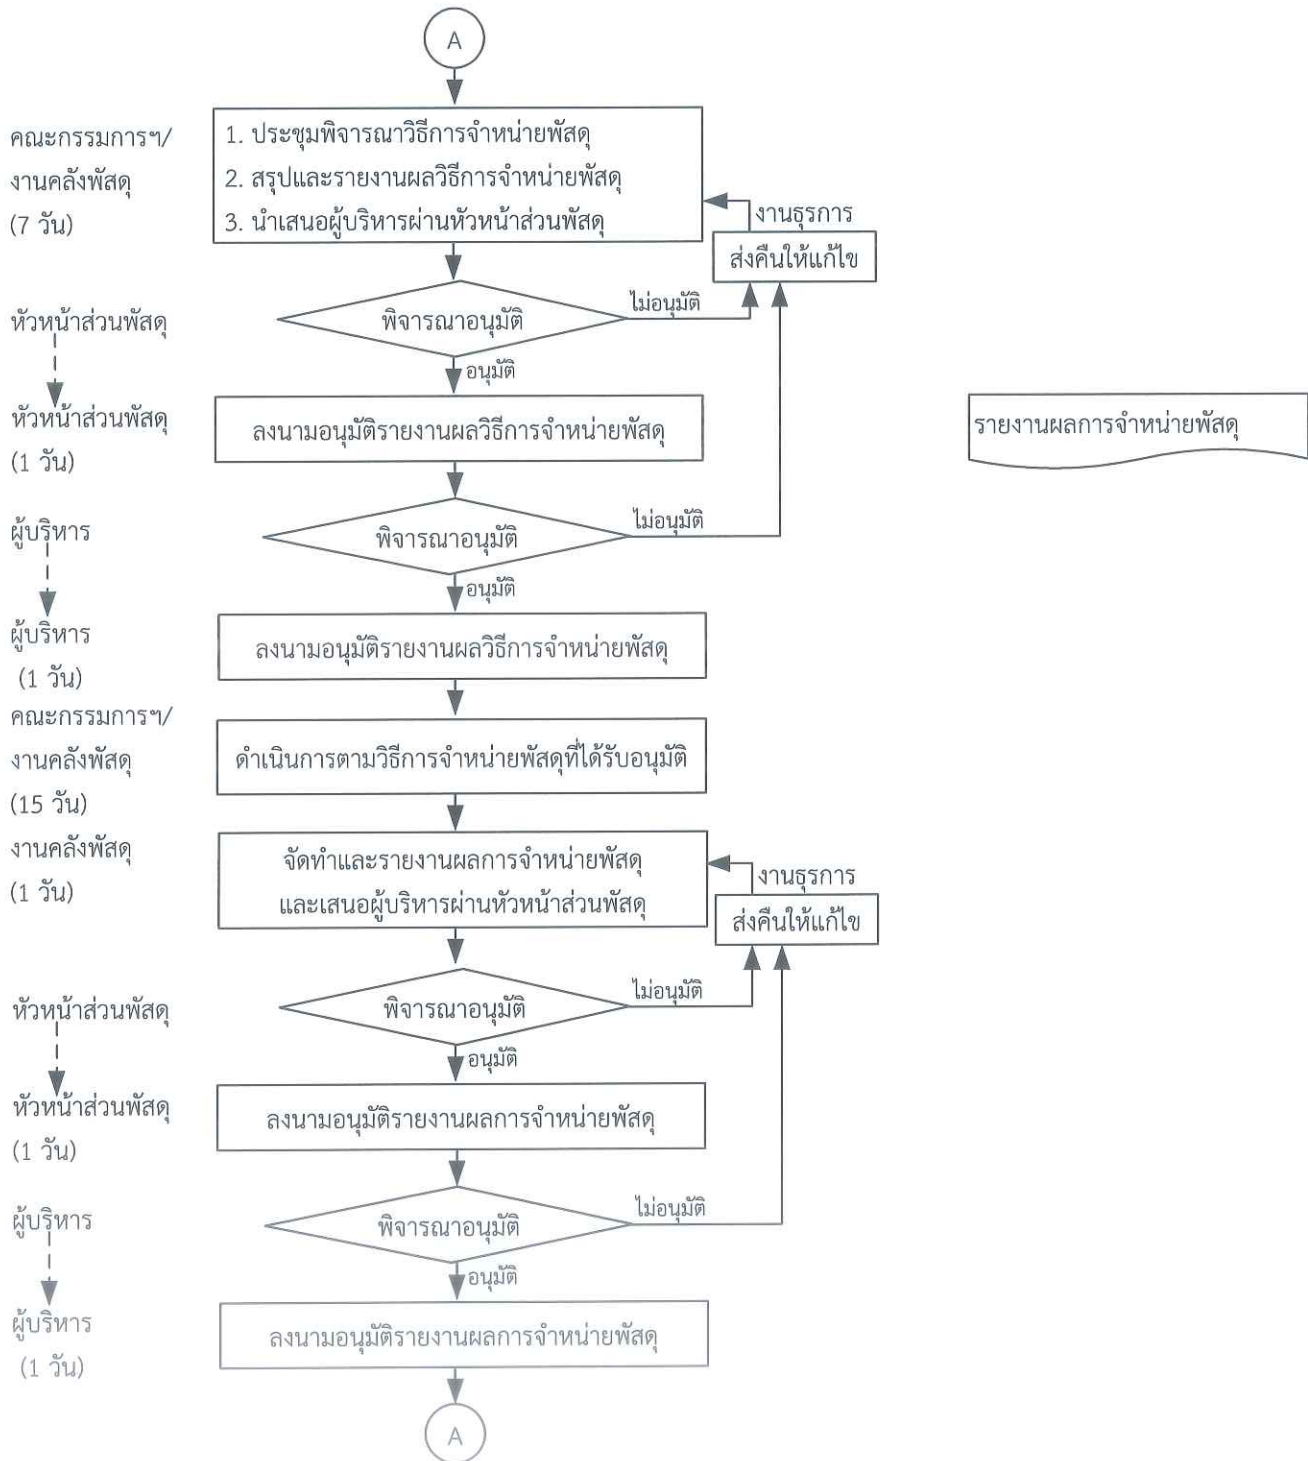 A
คณะกรรมการฯ/
งานคลังพัสดุ
(7 วัน)
1. ประชุมพิจารณาวิธีการจำหน่ายพัสดุ
2. สรุปและรายงานผลวิธีการจำหน่ายพัสดุ
3. นำเสนอผู้บริหารผ่านหัวหน้าส่วนพัสดุ
งานธุรการ
ส่งคืนให้แก้ไข
หัวหน้าส่วนพัสดุ
พิจารณาอนุมัติ
ไม่อนุมัติ
อนุมัติ
หัวหน้าส่วนพัสดุ
(1 วัน)
ลงนามอนุมัติรายงานผลวิธีการจำหน่ายพัสดุ
รายงานผลการจำหน่ายพัสดุ
ผู้บริหาร
พิจารณาอนุมัติ
ไม่อนุมัติ
อนุมัติ
ผู้บริหาร
(1 วัน)
ลงนามอนุมัติรายงานผลวิธีการจำหน่ายพัสดุ
คณะกรรมการฯ/
งานคลังพัสดุ
(15 วัน)
ดำเนินการตามวิธีการจำหน่ายพัสดุที่ได้รับอนุมัติ
งานคลังพัสดุ
(1 วัน)
จัดทำและรายงานผลการจำหน่ายพัสดุ
และเสนอผู้บริหารผ่านหัวหน้าส่วนพัสดุ
งานธุรการ
ส่งคืนให้แก้ไข
หัวหน้าส่วนพัสดุ
พิจารณาอนุมัติ
ไม่อนุมัติ
อนุมัติ
หัวหน้าส่วนพัสดุ
(1 วัน)
ลงนามอนุมัติรายงานผลการจำหน่ายพัสดุ
ผู้บริหาร
พิจารณาอนุมัติ
ไม่อนุมัติ
อนุมัติ
ผู้บริหาร
(1 วัน)
ลงนามอนุมัติรายงานผลการจำหน่ายพัสดุ
A